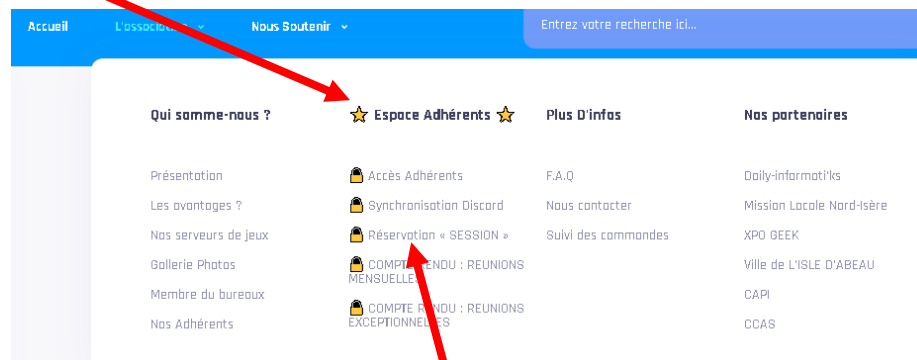 Accueil
L'association
Nous Soutenir
Entrez votre recherche ici...
Qui somme-nous ?
Présentation
Les avantages ?
Nos serveurs de jeux
Gallerie Photos
Membre du bureaux
Nos Adhérents
Espace Adhérents
Accès Adhérents
Synchronisation Discord
Réservation « SESSION »
COMPTE RENDU : REUNIONS
MENSUELLES
COMPTE RENDU : REUNIONS
EXCEPTIONNELLES
Plus D'infos
F.A.Q
Nous contacter
Suivi des commandes
Nos partenaires
Daily-informati'ks
Mission Locale Nord-Isère
XPO GEEK
Ville de L'ISLE D'ABEAU
CAPI
CCAS